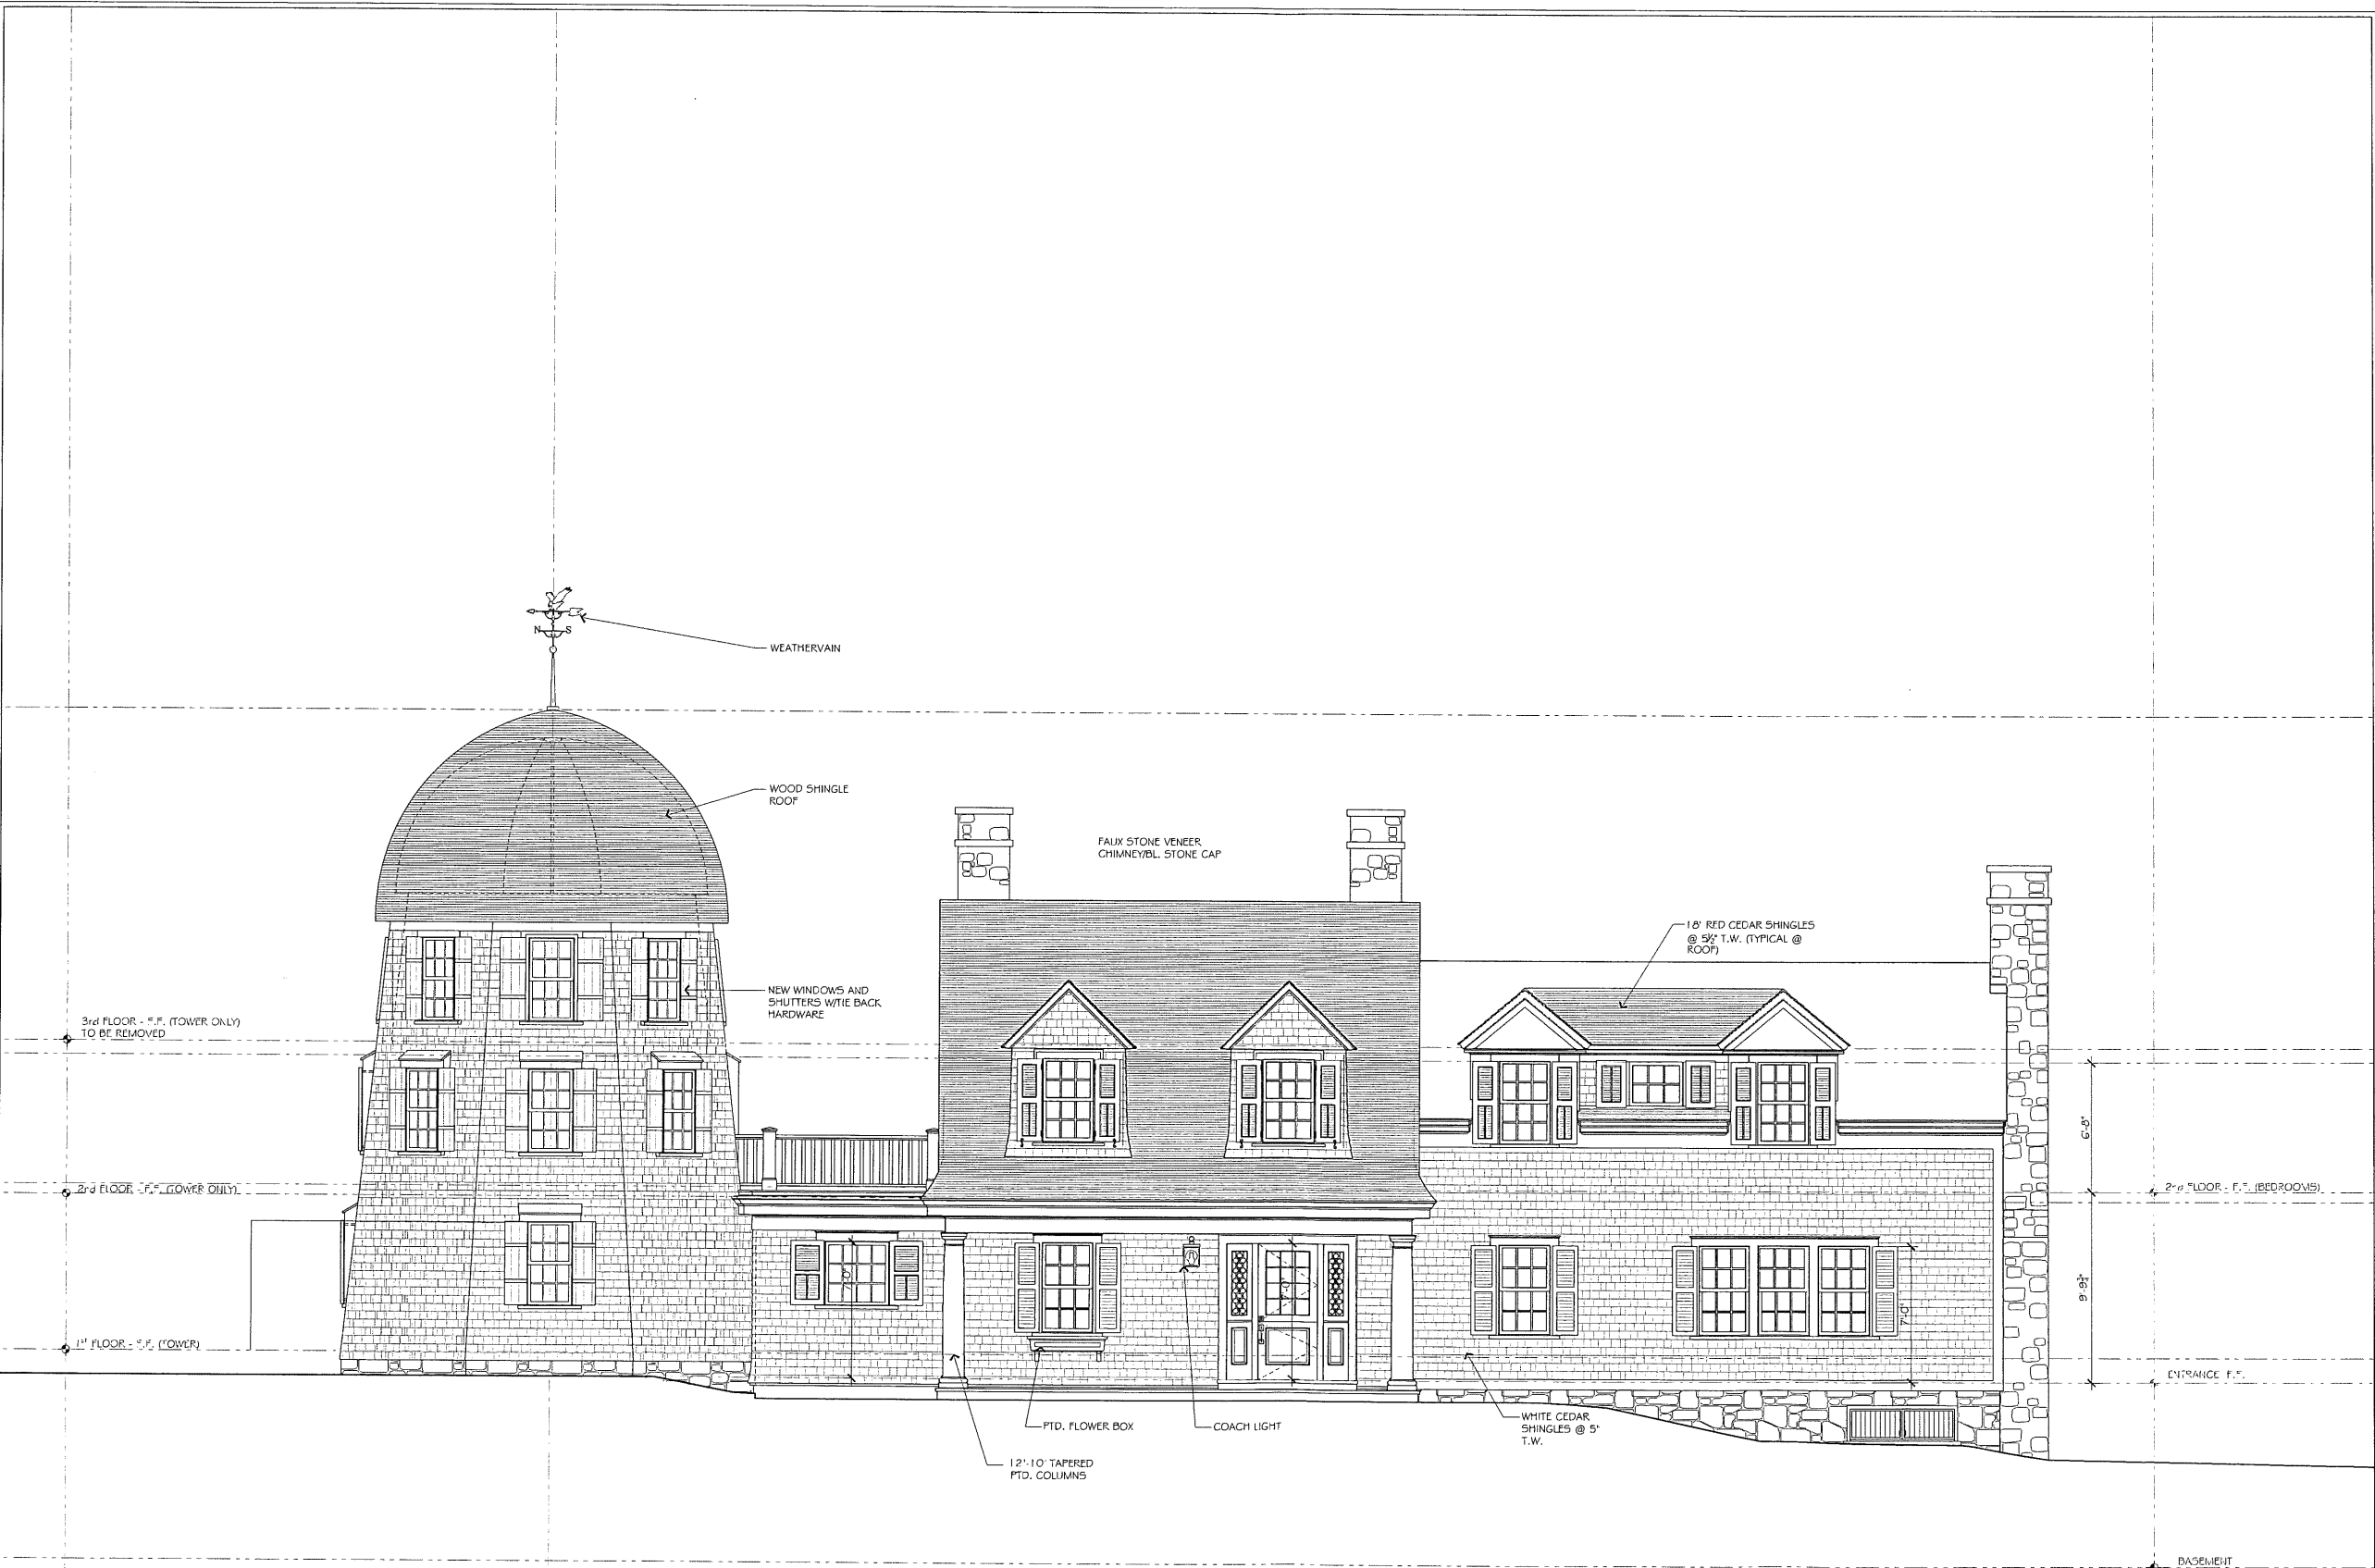 N S
WEATHERVAIN
WOOD SHINGLE
ROOF
FAUX STONE VENEER
CHIMNEY/BL. STONE CAP
18" RED CEDAR SHINGLES
@ 5½" T.W. (TYPICAL @
ROOF)
NEW WINDOWS AND
SHUTTERS W/TIE BACK
HARDWARE
3rd FLOOR - F.F. (TOWER ONLY)
TO BE REMOVED
6'-8"
2nd FLOOR - F.F. (TOWER ONLY)
2nd FLOOR - F.F. (BEDROOMS)
9'-9¾"
7'-0"
1st FLOOR - F.F. (TOWER)
ENTRANCE F.F.
PTD. FLOWER BOX
COACH LIGHT
WHITE CEDAR
SHINGLES @ 5"
T.W.
12"-10" TAPERED
PTD. COLUMNS
BASEMENT